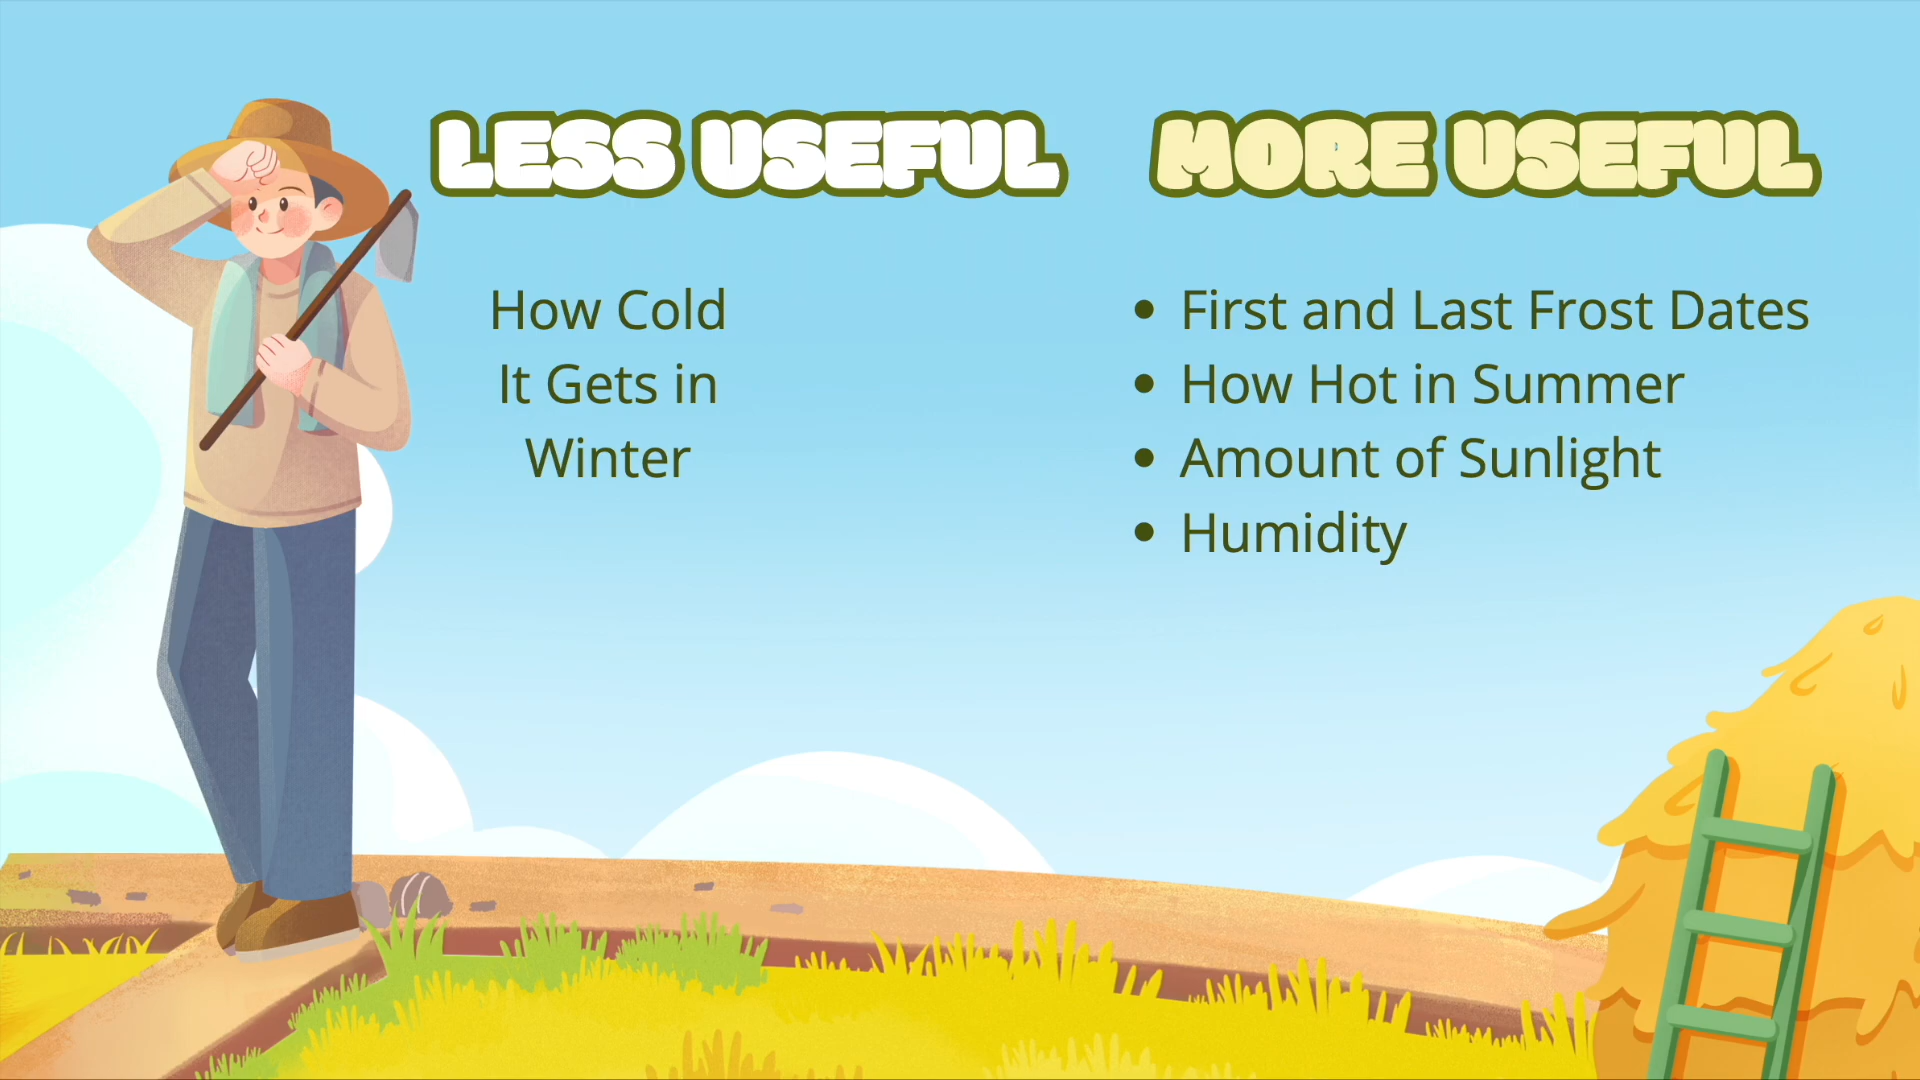 LESS USEFUL
How Cold
It Gets in
Winter
MORE USEFUL
• First and Last Frost Dates
• How Hot in Summer
• Amount of Sunlight
• Humidity